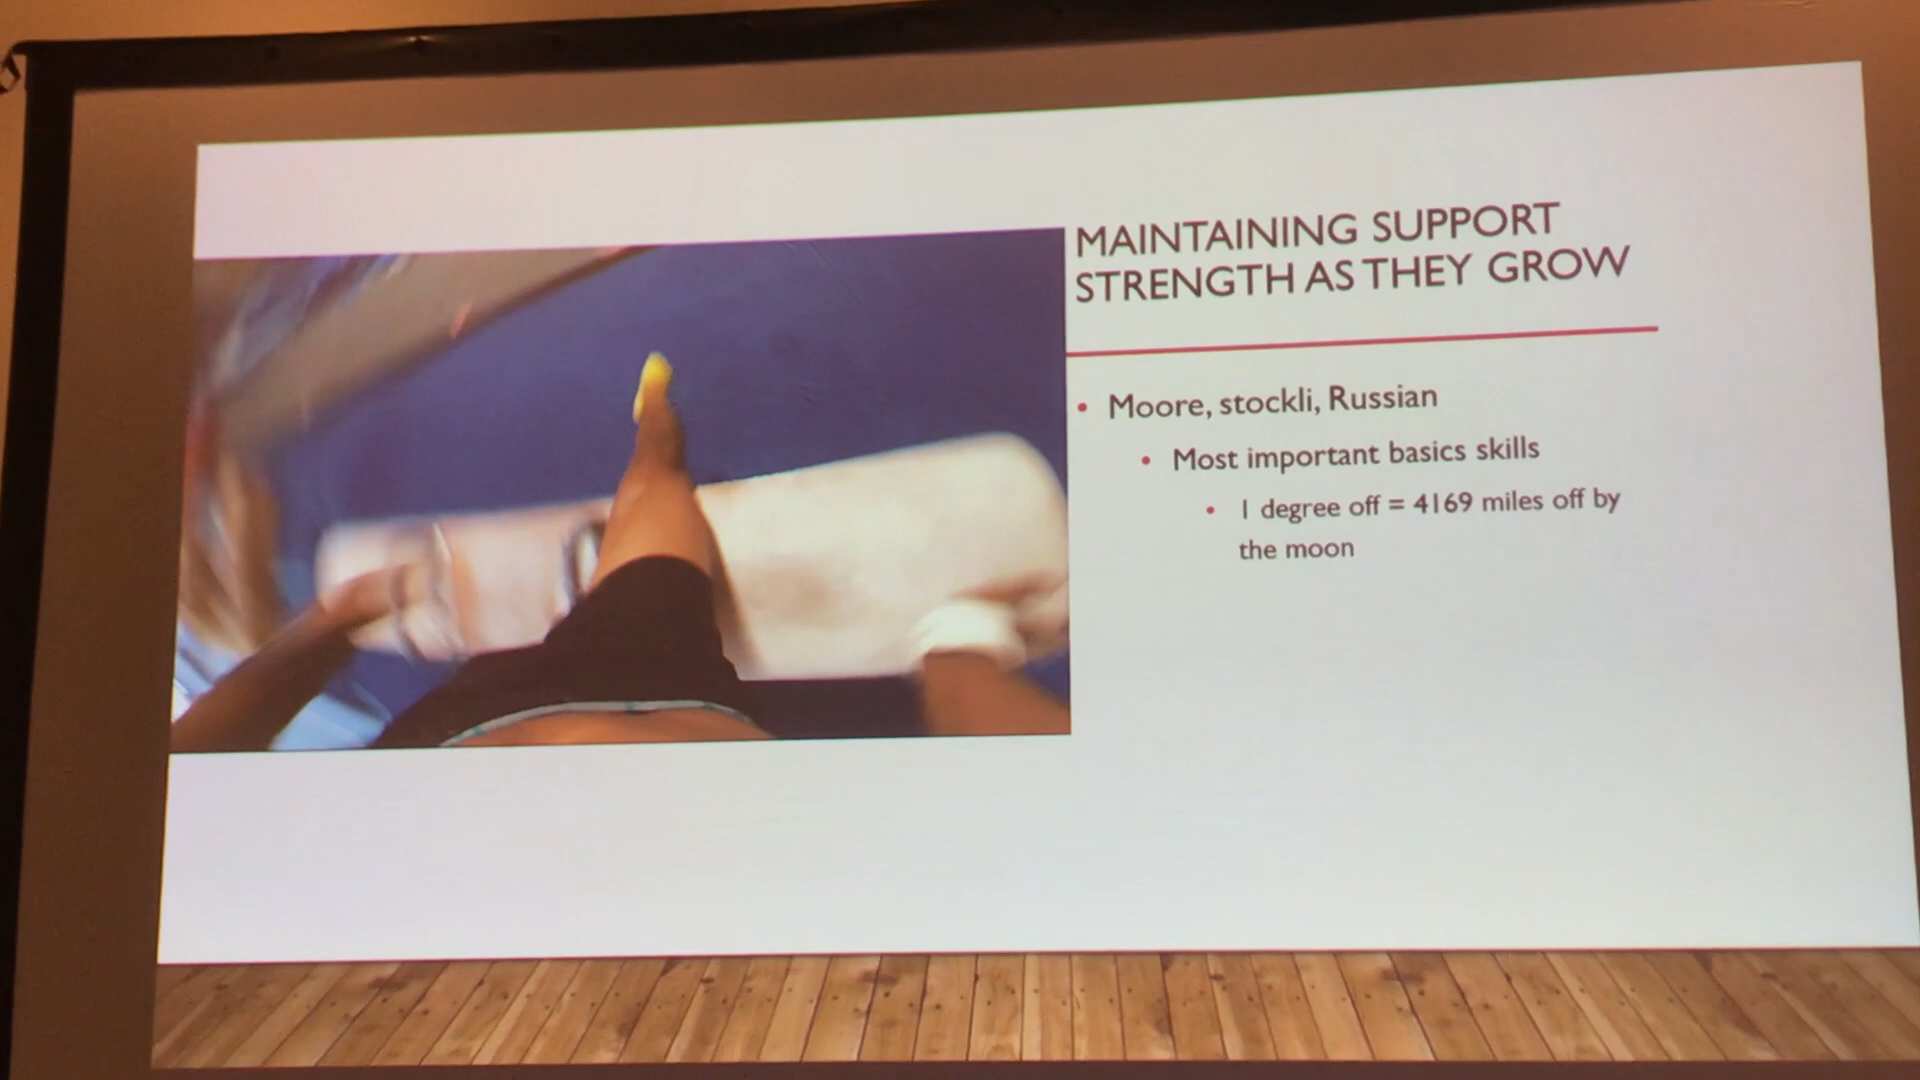 MAINTAINING SUPPORT
STRENGTH AS THEY GROW
• Moore, stockli, Russian
• Most important basics skills
• 1 degree off = 4169 miles off by
the moon